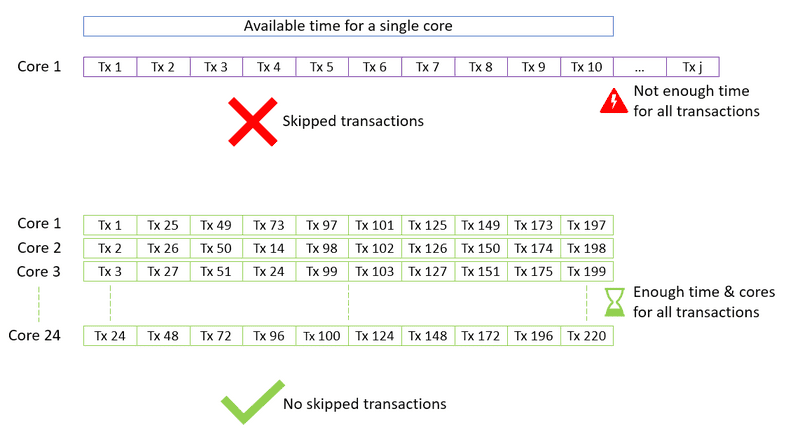 Available time for a single core
Core 1 Tx 1 Tx 2 Tx 3 Tx 4 Tx 5 Tx 6 Tx 7 Tx 8 Tx 9 Tx 10 ... Tx j
Not enough time
for all transactions
Skipped transactions
Core 1 Tx 1 Tx 25 Tx 49 Tx 73 Tx 97 Tx 101 Tx 125 Tx 149 Tx 173 Tx 197
Core 2 Tx 2 Tx 26 Tx 50 Tx 14 Tx 98 Tx 102 Tx 126 Tx 150 Tx 174 Tx 198
Core 3 Tx 3 Tx 27 Tx 51 Tx 24 Tx 99 Tx 103 Tx 127 Tx 151 Tx 175 Tx 199
Enough time & cores
for all transactions
Core 24 Tx 24 Tx 48 Tx 72 Tx 96 Tx 100 Tx 124 Tx 148 Tx 172 Tx 196 Tx 220
No skipped transactions